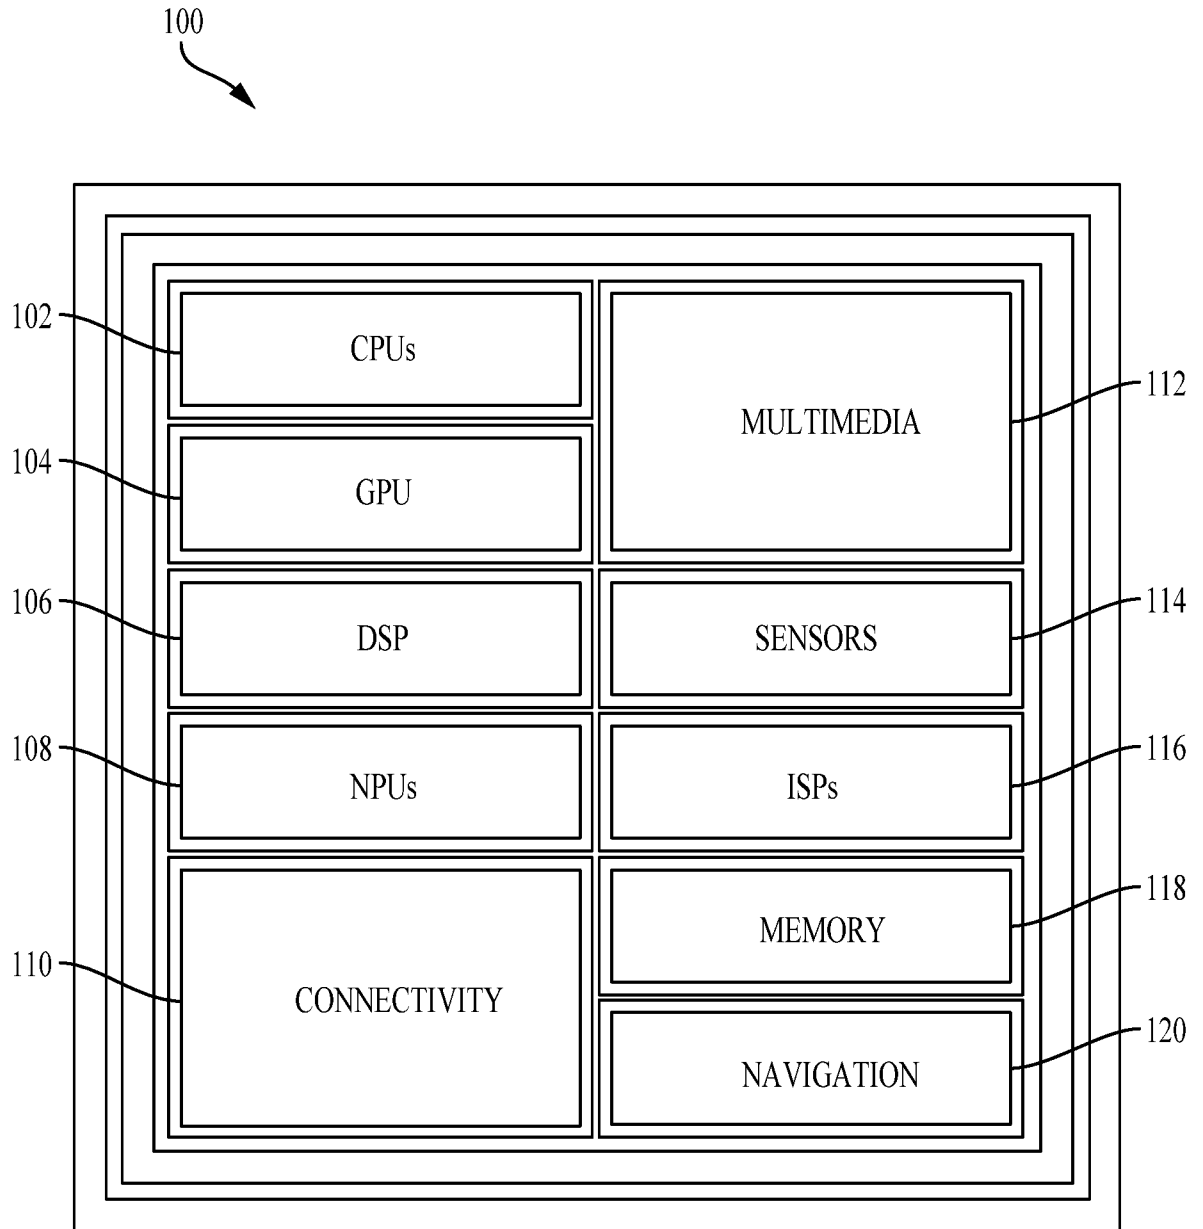 100
102
CPUs
MULTIMEDIA
112
104
GPU
106
DSP
SENSORS
114
108
NPUs
ISPs
116
118
MEMORY
110
CONNECTIVITY
120
NAVIGATION